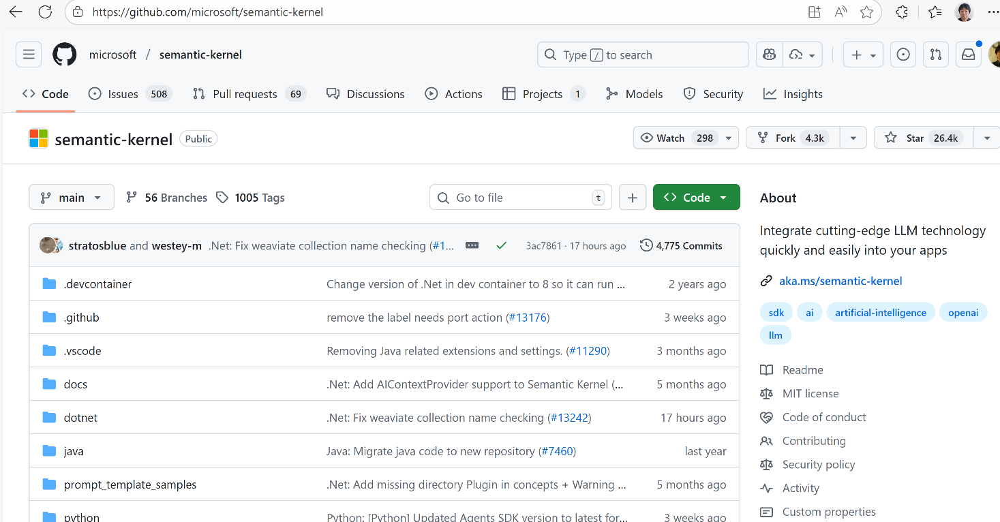 https://github.com/microsoft/semantic-kernel
microsoft / semantic-kernel
Type / to search
Code Issues 508 Pull requests 69 Discussions Actions Projects 1 Models Security Insights
semantic-kernel Public
Watch 298 Fork 4.3k Star 26.4k
main 56 Branches 1005 Tags Go to file t + Code
stratosblue and westey-m .Net: Fix weaviate collection name checking (#1... 3ac7861 · 17 hours ago 4,775 Commits
.devcontainer Change version of .Net in dev container to 8 so it can run ... 2 years ago
.github remove the label needs port action (#13176) 3 weeks ago
.vscode Removing Java related extensions and settings. (#11290) 3 months ago
docs .Net: Add AIContextProvider support to Semantic Kernel (... 5 months ago
dotnet .Net: Fix weaviate collection name checking (#13242) 17 hours ago
java Java: Migrate java code to new repository (#7460) last year
prompt_template_samples .Net: Add missing directory Plugin in concepts + Warning ... 5 months ago
python Python: [Python] Updated Agents SDK version to latest for... 3 weeks ago
About
Integrate cutting-edge LLM technology
quickly and easily into your apps
aka.ms/semantic-kernel
sdk ai artificial-intelligence openai
llm
Readme
MIT license
Code of conduct
Contributing
Security policy
Activity
Custom properties